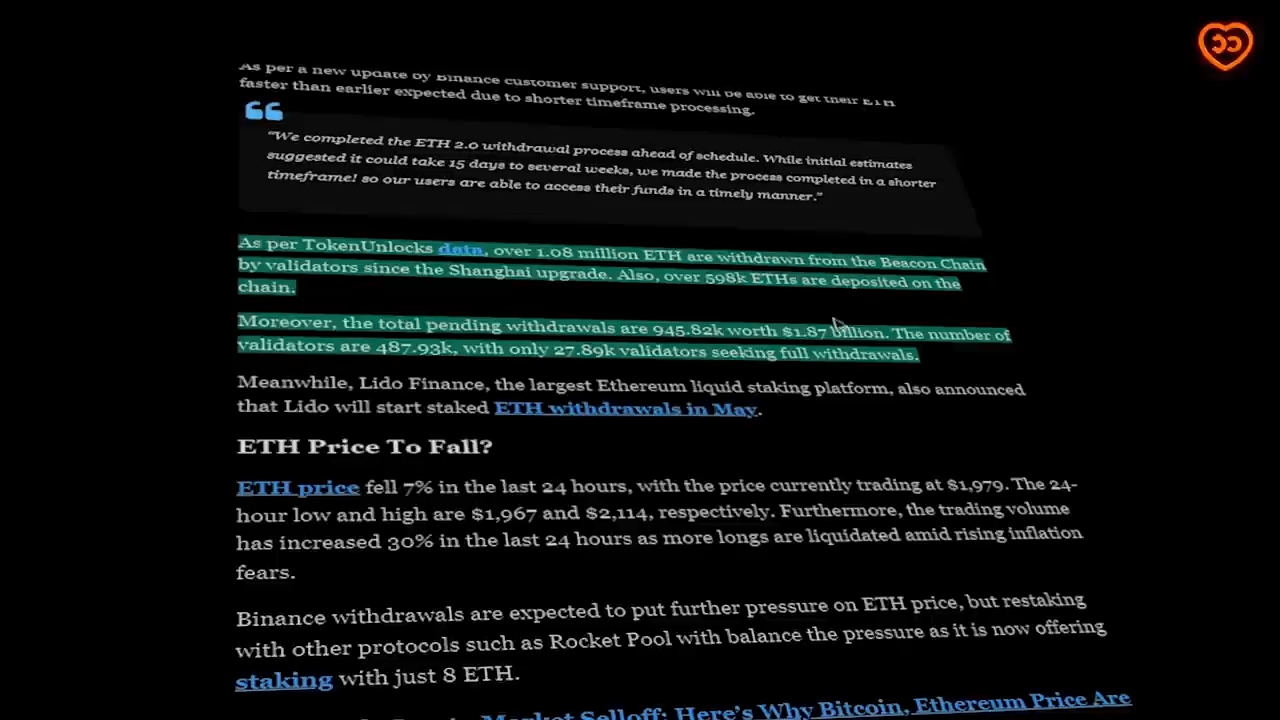 As per a new update by Binance customer support, users will be able to get their ETH
faster than earlier expected due to shorter timeframe processing.
“We completed the ETH 2.0 withdrawal process ahead of schedule. While initial estimates
suggested it could take 15 days to several weeks, we made the process completed in a shorter
timeframe! so our users are able to access their funds in a timely manner.”
As per TokenUnlocks data, over 1.08 million ETH are withdrawn from the Beacon Chain
by validators since the Shanghai upgrade. Also, over 598k ETHs are deposited on the
chain.
Moreover, the total pending withdrawals are 945.82k worth $1.87 billion. The number of
validators are 487.93k, with only 27.89k validators seeking full withdrawals.
Meanwhile, Lido Finance, the largest Ethereum liquid staking platform, also announced
that Lido will start staked ETH withdrawals in May.
ETH Price To Fall?
ETH price fell 7% in the last 24 hours, with the price currently trading at $1,979. The 24-
hour low and high are $1,967 and $2,114, respectively. Furthermore, the trading volume
has increased 30% in the last 24 hours as more longs are liquidated amid rising inflation
fears.
Binance withdrawals are expected to put further pressure on ETH price, but restaking
with other protocols such as Rocket Pool with balance the pressure as it is now offering
staking with just 8 ETH.
Market Selloff: Here’s Why Bitcoin, Ethereum Price Are